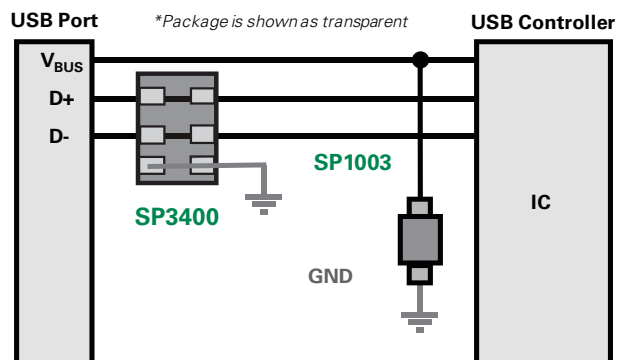 USB Port
*Package is shown as transparent
USB Controller
VBUS
D+
D-
SP1003
IC
SP3400
GND